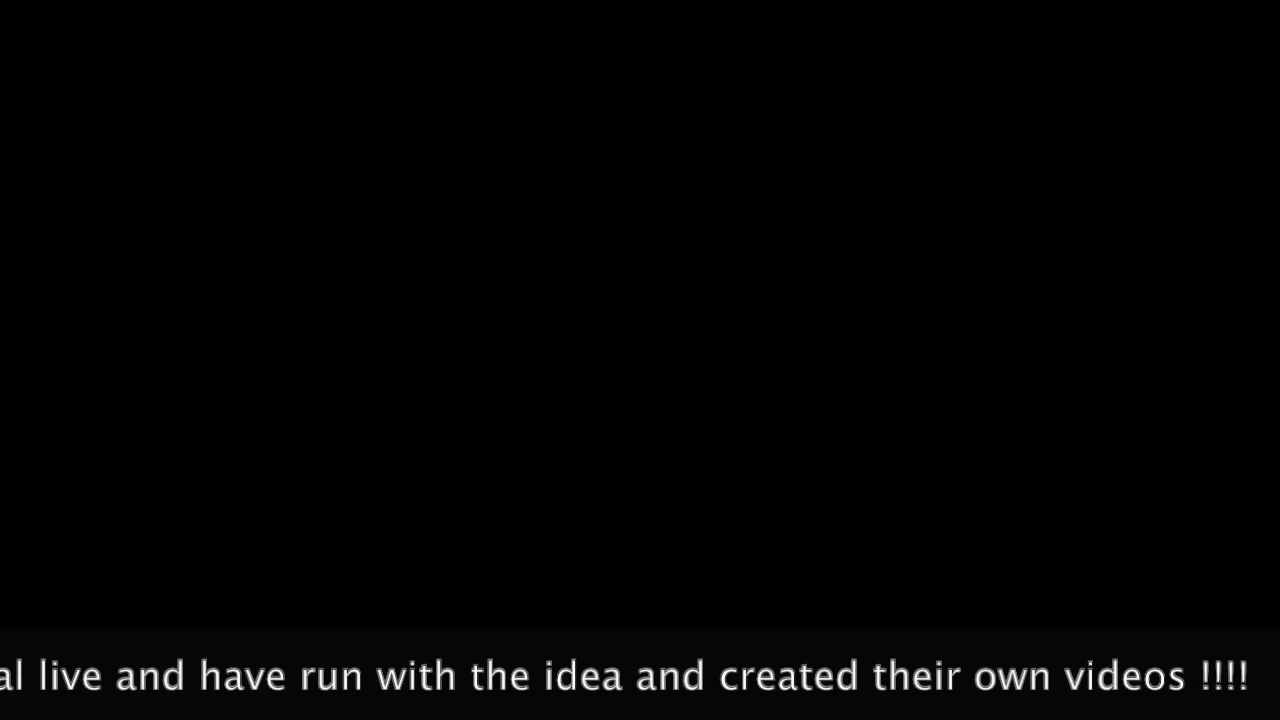 al live and have run with the idea and created their own videos !!!!